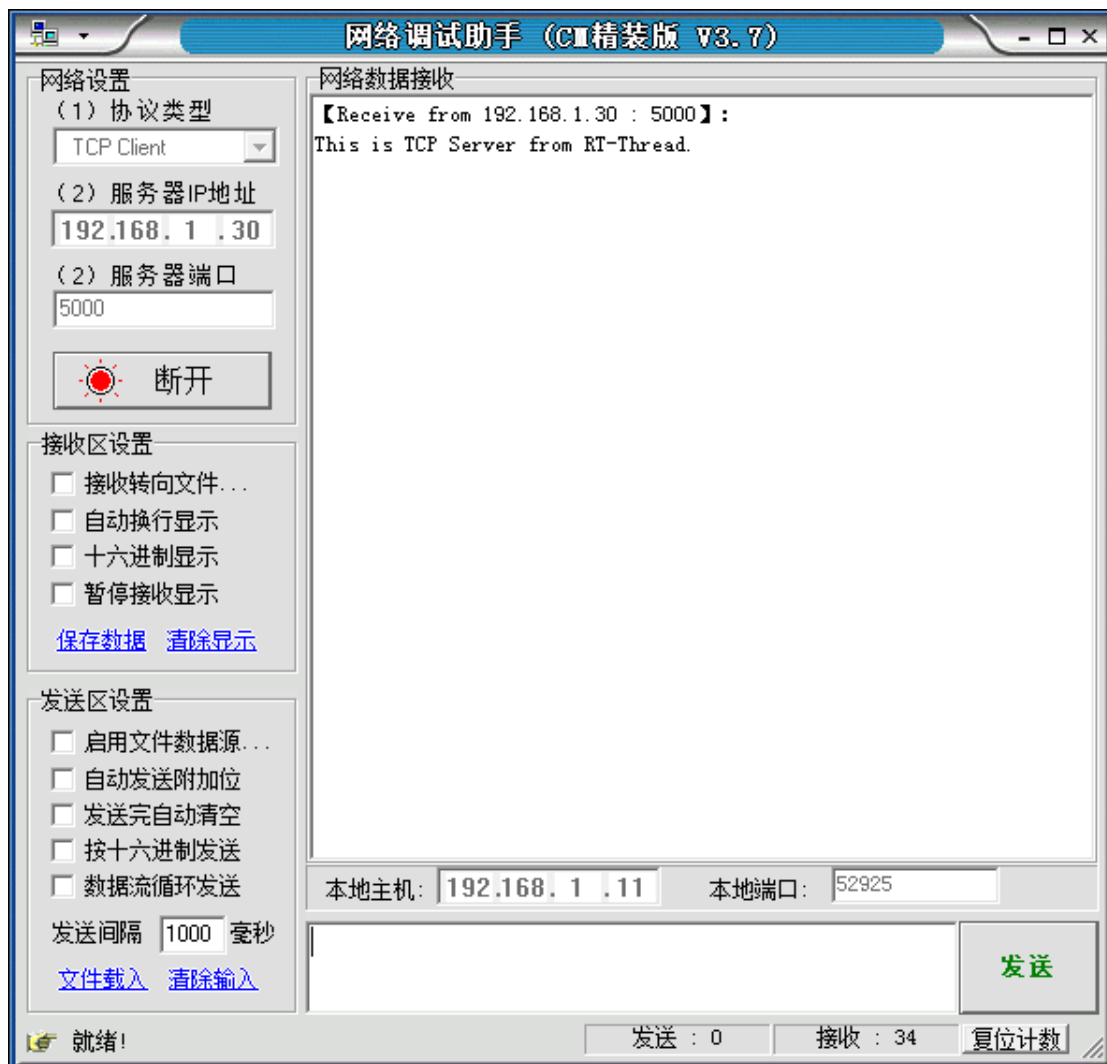 网络调试助手 (CⅢ精装版 V3.7)
网络设置
(1) 协议类型
TCP Client
(2) 服务器IP地址
192.168. 1 .30
(2) 服务器端口
5000
断开
接收区设置
接收转向文件...
自动换行显示
十六进制显示
暂停接收显示
保存数据 清除显示
发送区设置
启用文件数据源...
自动发送附加位
发送完自动清空
按十六进制发送
数据流循环发送
发送间隔 1000 毫秒
文件载入 清除输入
网络数据接收
【Receive from 192.168.1.30 : 5000】:
This is TCP Server from RT-Thread.
本地主机: 192.168. 1 .11 本地端口: 52925
发送
就绪! 发送 : 0 接收 : 34 复位计数